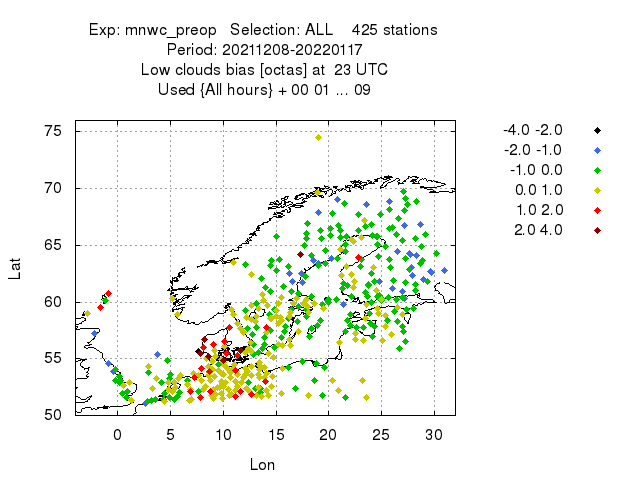 Exp: mnwc_preop Selection: ALL 425 stations
Period: 20211208-20220117
Low clouds bias [octas] at 23 UTC
Used {All hours} + 00 01 ... 09
75
70
65
60
55
50
Lat
0 5 10 15 20 25 30
Lon
-4.0 -2.0
-2.0 -1.0
-1.0 0.0
0.0 1.0
1.0 2.0
2.0 4.0